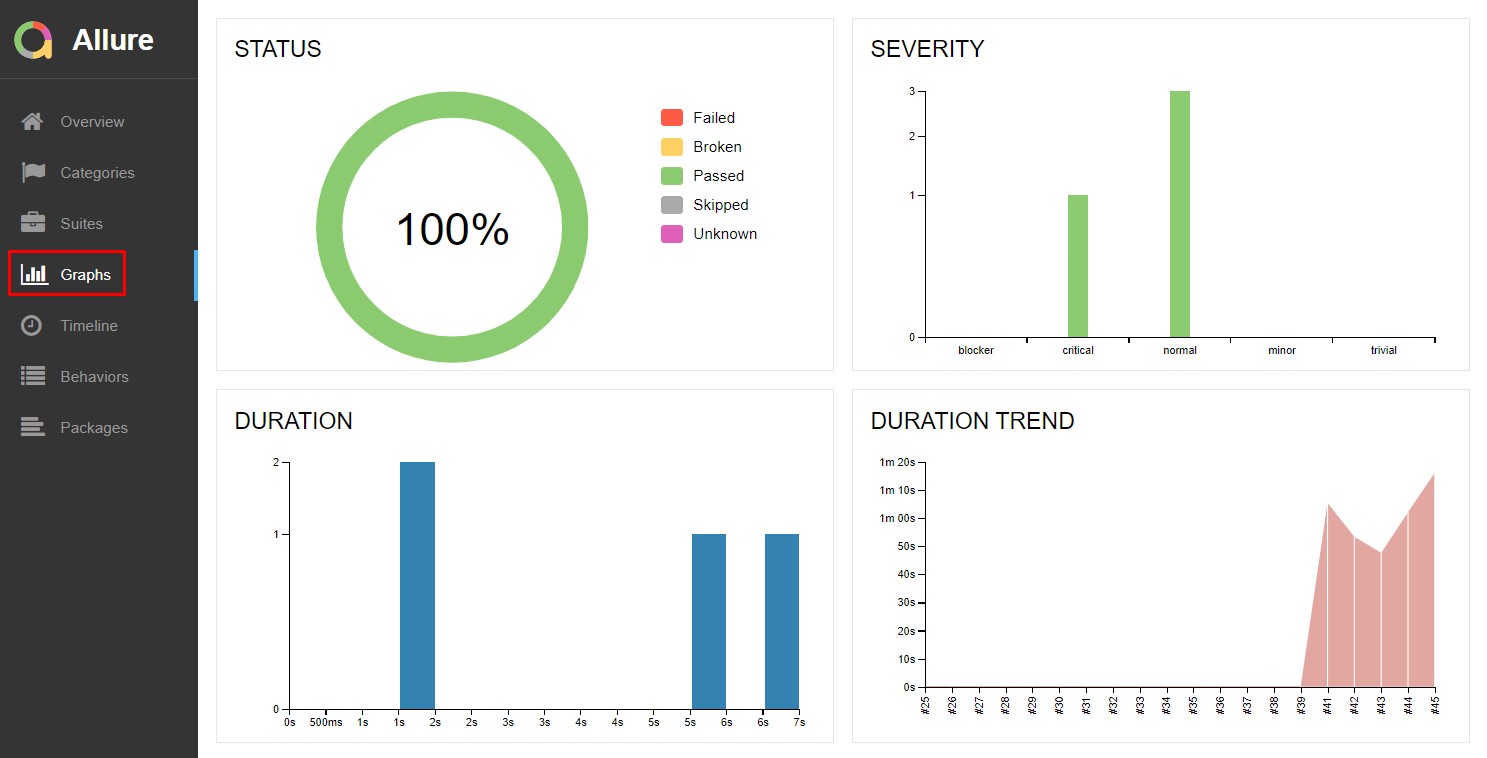 Allure
Overview
Categories
Suites
Graphs
Timeline
Behaviors
Packages
STATUS
100%
Failed
Broken
Passed
Skipped
Unknown
SEVERITY
3
2
1
0
blocker critical normal minor trivial
DURATION
2
1
0
0s 500ms 1s 1s 2s 2s 3s 3s 4s 4s 5s 5s 6s 6s 7s
DURATION TREND
1m 20s
1m 10s
1m 00s
50s
40s
30s
20s
10s
0s
#25 #26 #27 #28 #29 #30 #31 #32 #33 #34 #35 #36 #37 #38 #39 #41 #42 #43 #44 #45